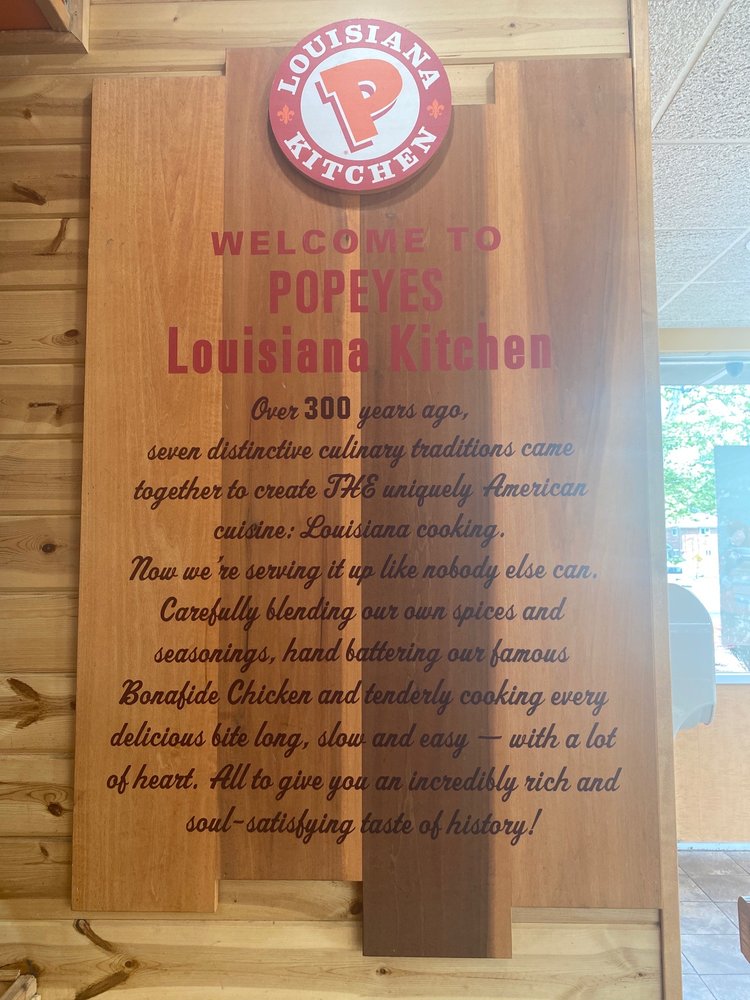 LOUISIANA
P
KITCHEN
WELCOME TO
POPEYES
Louisiana Kitchen
Over 300 years ago,
seven distinctive culinary traditions came
together to create THE uniquely American
cuisine: Louisiana cooking.
Now we're serving it up like nobody else can.
Carefully blending our own spices and
seasonings, hand battering our famous
Bonafide Chicken and tenderly cooking every
delicious bite long, slow and easy — with a lot
of heart. All to give you an incredibly rich and
soul-satisfying taste of history!